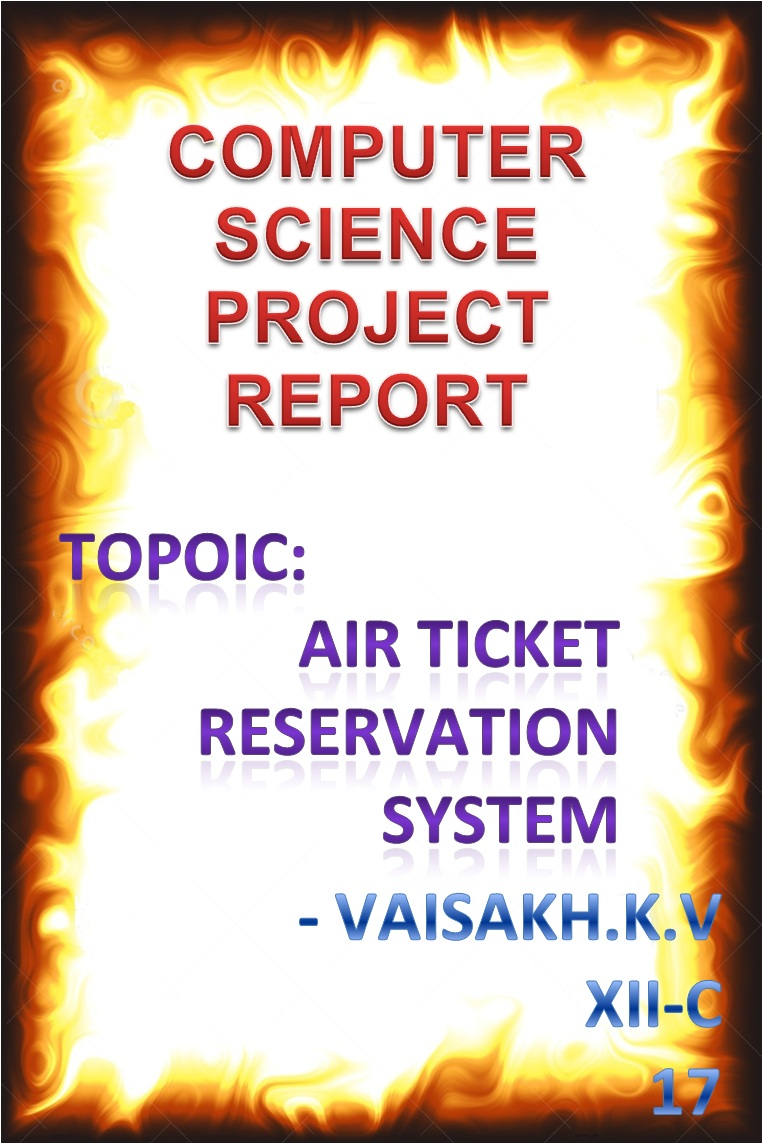 COMPUTER
SCIENCE
PROJECT
REPORT
TOPOIC:
AIR TICKET
RESERVATION
SYSTEM
- VAISAKH.K.V
XII-C
17